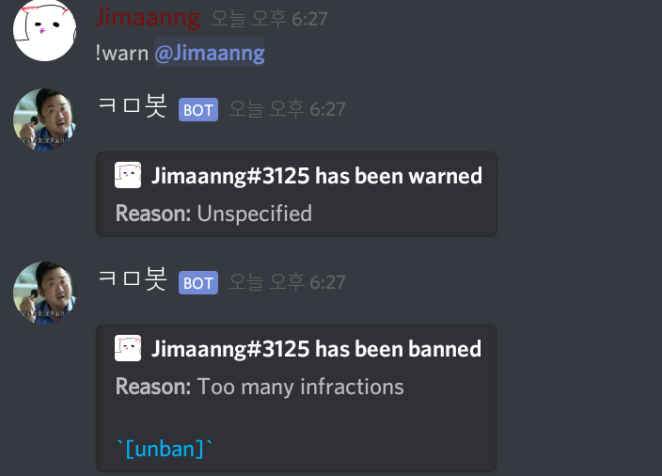 Jimaanng 오늘 오후 6:27
!warn @Jimaanng
ㅋㅁ봇 BOT 오늘 오후 6:27
Jimaanng#3125 has been warned
Reason: Unspecified
ㅋㅁ봇 BOT 오늘 오후 6:27
Jimaanng#3125 has been banned
Reason: Too many infractions
`[unban]`